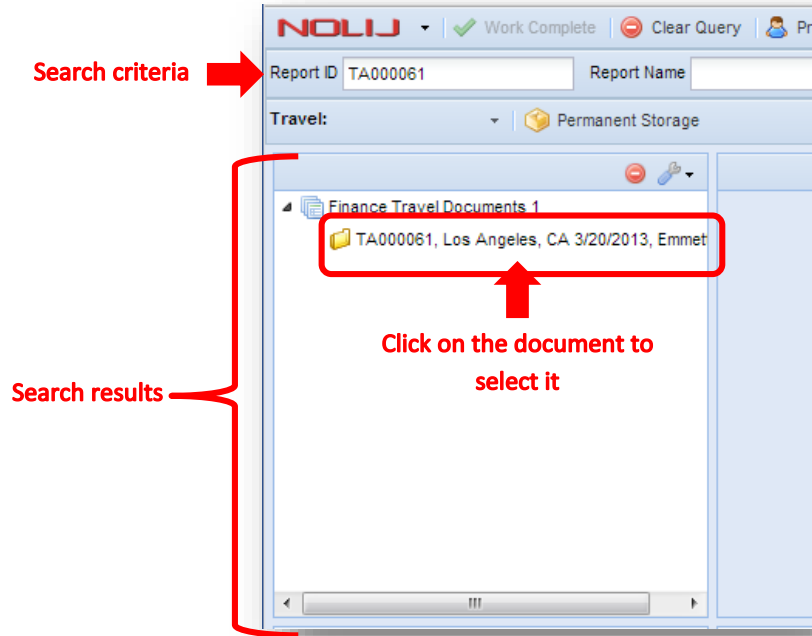 NOLIJ Work Complete Clear Query Pr
Search criteria
Report ID TA000061 Report Name
Travel: Permanent Storage
Finance Travel Documents 1
TA000061, Los Angeles, CA 3/20/2013, Emmet
Click on the document to
select it
Search results